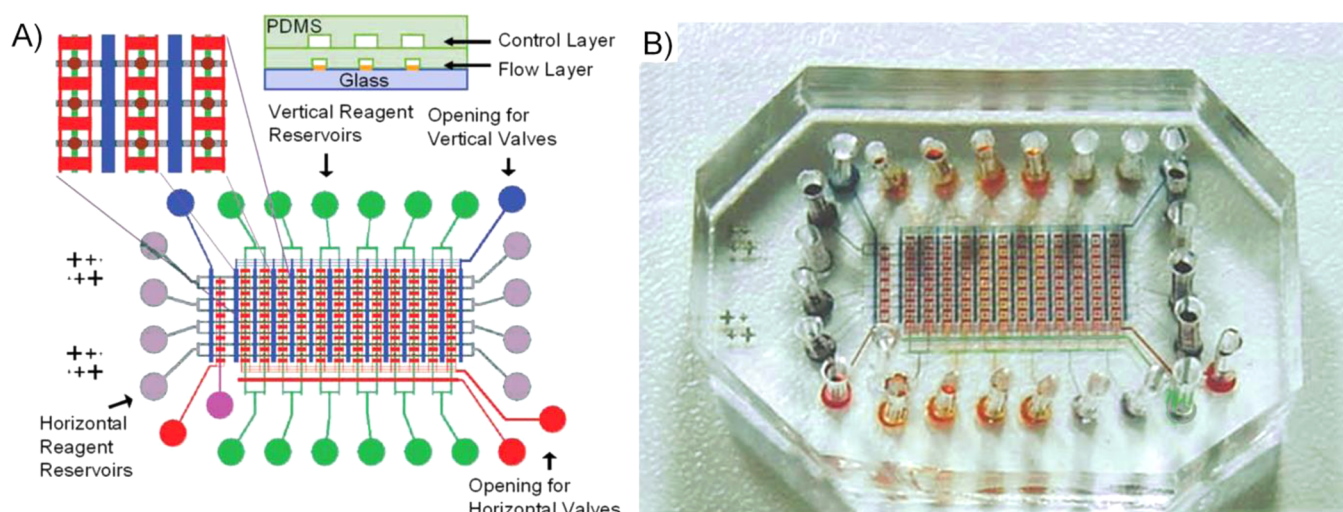 A)
PDMS
Control Layer
Flow Layer
Glass
Vertical Reagent
Reservoirs
Opening for
Vertical Valves
Horizontal
Reagent
Reservoirs
Opening for
Horizontal Valves
B)